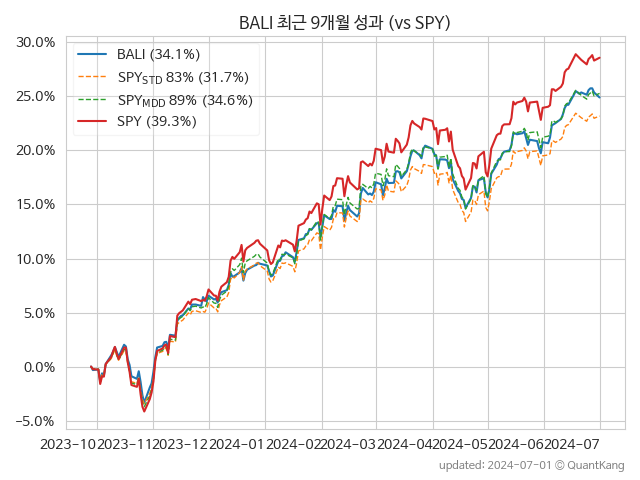 BALI 최근 9개월 성과 (vs SPY)
BALI (34.1%)
SPY_STD 83% (31.7%)
SPY_MDD 89% (34.6%)
SPY (39.3%)
30.0%
25.0%
20.0%
15.0%
10.0%
5.0%
0.0%
−5.0%
2023-10 2023-11 2023-12 2024-01 2024-02 2024-03 2024-04 2024-05 2024-06 2024-07
updated: 2024-07-01 © QuantKang